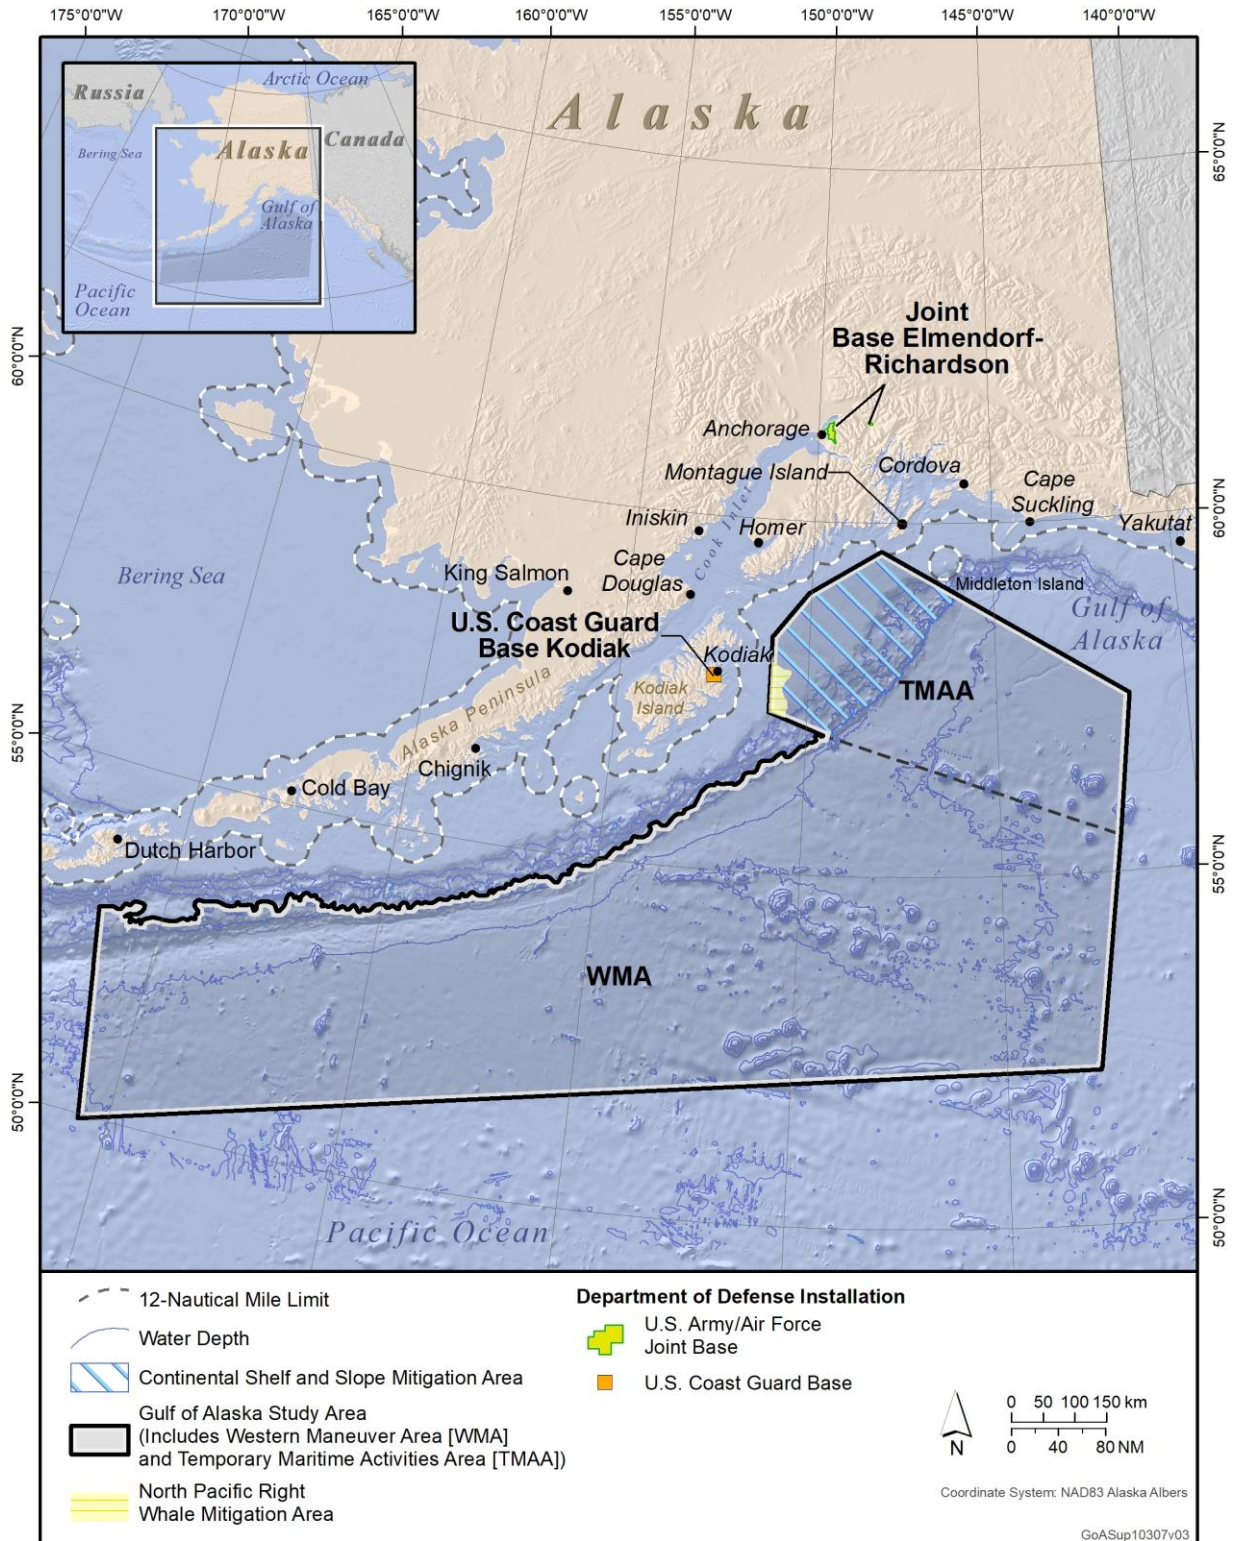 175°0'0"W
170°0'0"W
165°0'0"W
160°0'0"W
155°0'0"W
150°0'0"W
145°0'0"W
140°0'0"W
Russia
Arctic Ocean
Canada
Bering Sea
Alaska
Gulf of
Alaska
Pacific
Ocean
Alaska
65°0'0"N
60°0'0"N
Joint
Base Elmendorf-
Richardson
Anchorage
Montague Island
Cordova
Cape
Suckling
60°0'0"N
Yakutat
Iniskin
Cook Inlet
Homer
Bering Sea
King Salmon
Cape
Douglas
Middleton Island
Gulf of
Alaska
U.S. Coast Guard
Base Kodiak
Kodiak
Kodiak
Island
TMAA
Alaska Peninsula
55°0'0"N
Chignik
Cold Bay
Dutch Harbor
55°0'0"N
WMA
50°0'0"N
50°0'0"N
Pacific Ocean
12-Nautical Mile Limit
Water Depth
Continental Shelf and Slope Mitigation Area
Gulf of Alaska Study Area
(Includes Western Maneuver Area [WMA]
and Temporary Maritime Activities Area [TMAA])
North Pacific Right
Whale Mitigation Area
Department of Defense Installation
U.S. Army/Air Force
Joint Base
U.S. Coast Guard Base
N
0 50 100 150 km
0 40 80 NM
Coordinate System: NAD83 Alaska Albers
GoASup10307v03